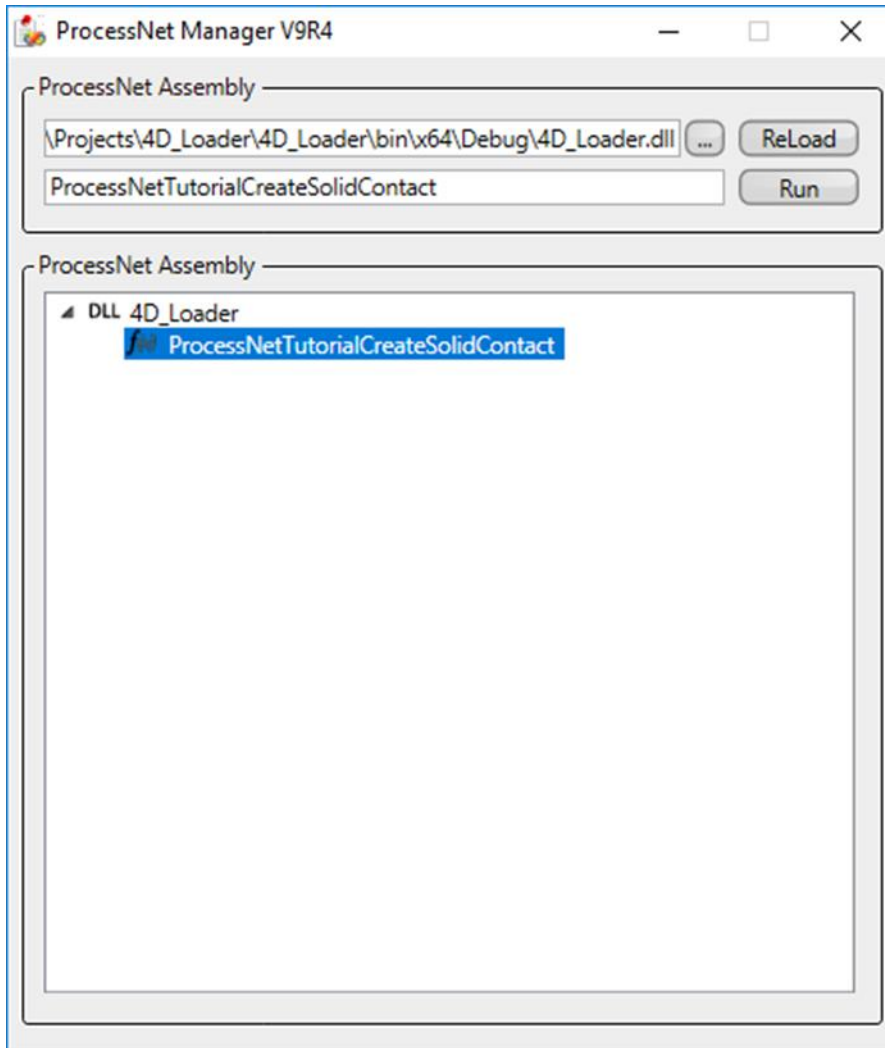 ProcessNet Manager V9R4
ProcessNet Assembly
\Projects\4D_Loader\4D_Loader\bin\x64\Debug\4D_Loader.dll ... ReLoad
ProcessNetTutorialCreateSolidContact Run
ProcessNet Assembly
DLL 4D_Loader
ProcessNetTutorialCreateSolidContact